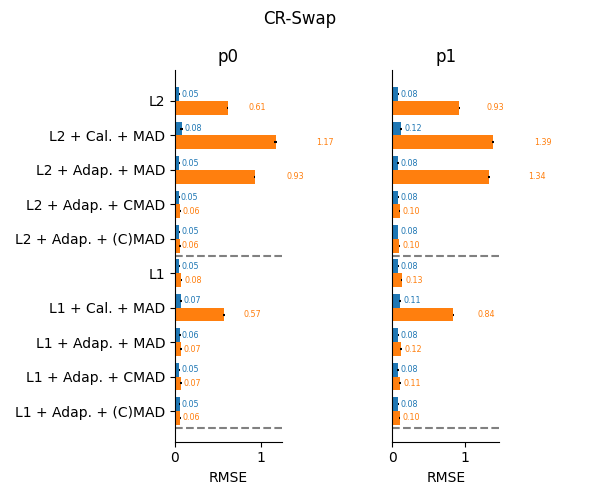 CR-Swap
p0 p1
L2 0.05 0.08
0.61 0.93
L2 + Cal. + MAD 0.08 0.12
1.17 1.39
L2 + Adap. + MAD 0.05 0.08
0.93 1.34
L2 + Adap. + CMAD 0.05 0.08
0.06 0.10
L2 + Adap. + (C)MAD 0.05 0.08
0.06 0.10
L1 0.05 0.08
0.08 0.13
L1 + Cal. + MAD 0.07 0.11
0.57 0.84
L1 + Adap. + MAD 0.06 0.08
0.07 0.12
L1 + Adap. + CMAD 0.05 0.08
0.07 0.11
L1 + Adap. + (C)MAD 0.05 0.08
0.06 0.10
0 1 0 1
RMSE RMSE